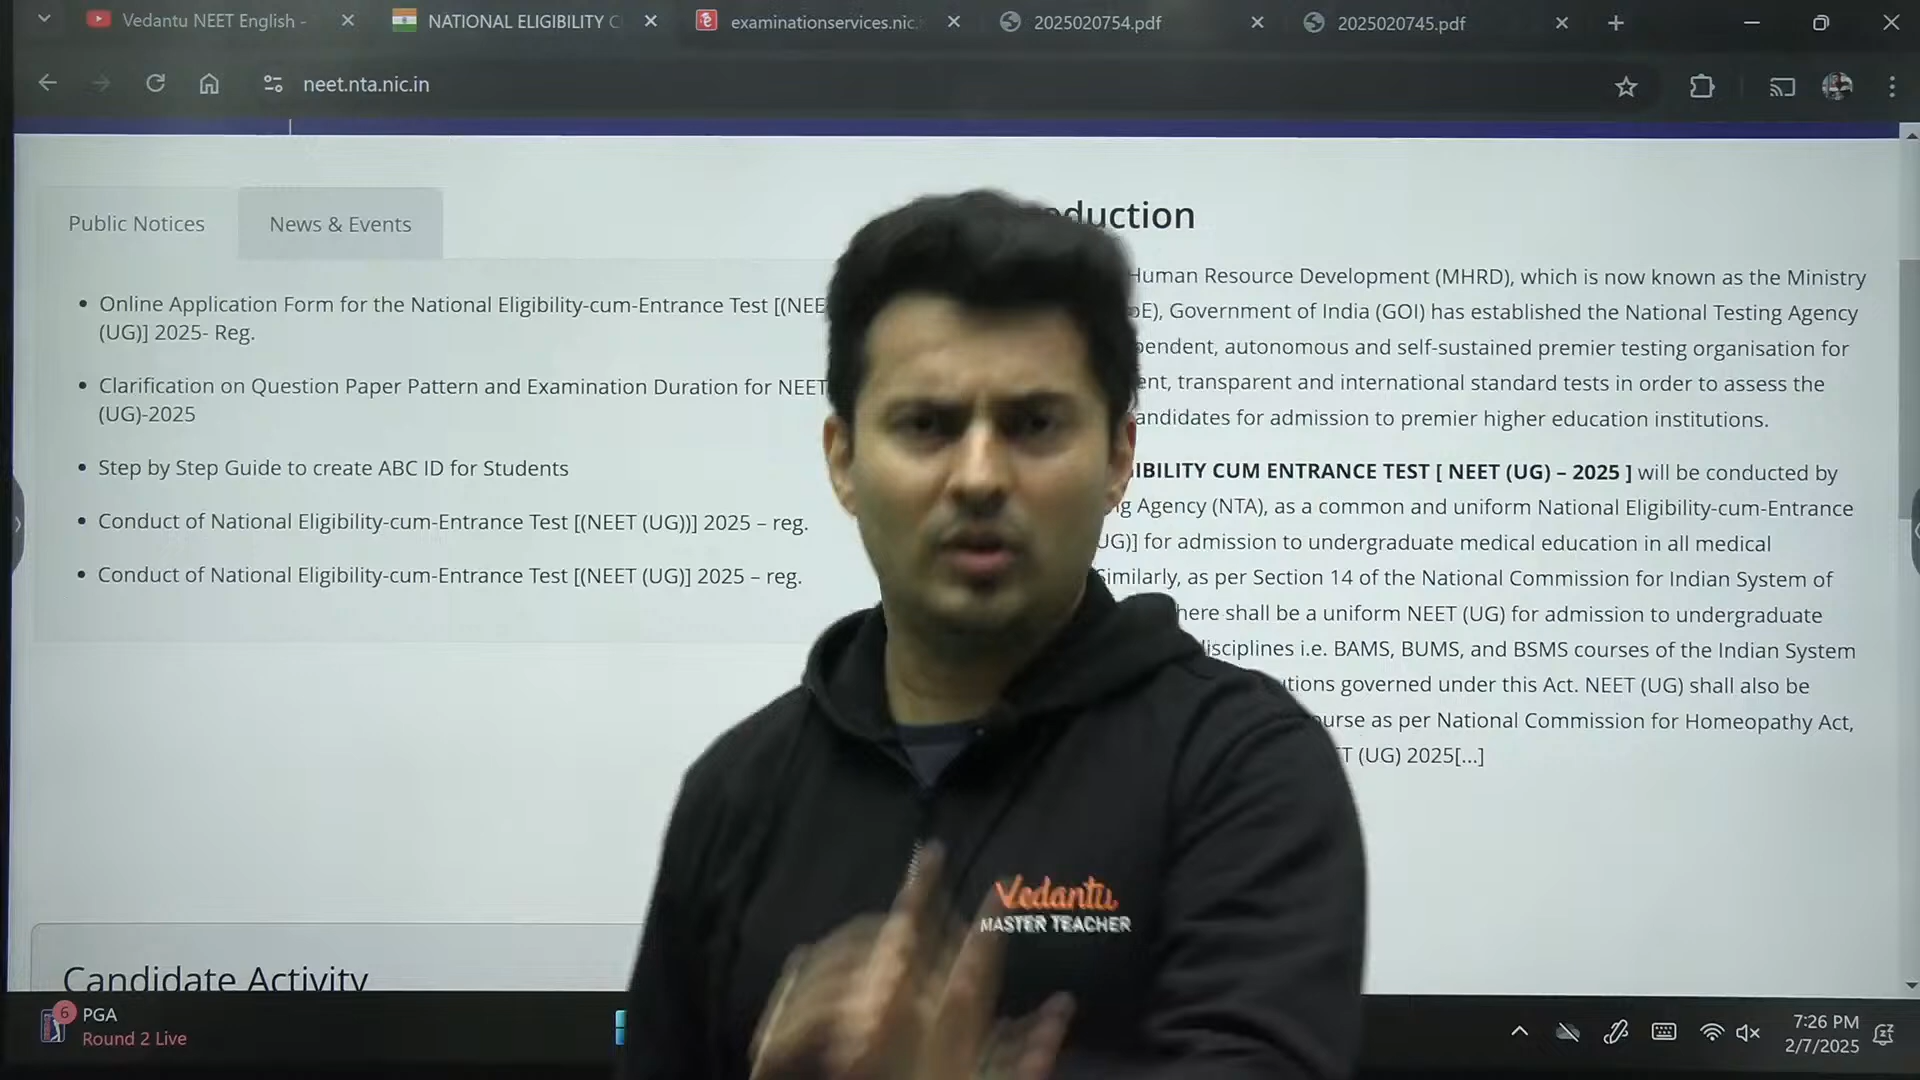 Vedantu NEET English -
NATIONAL ELIGIBILITY C
examinationservices.nic.i
2025020754.pdf
2025020745.pdf
neet.nta.nic.in
Public Notices
News & Events
Online Application Form for the National Eligibility-cum-Entrance Test [(NEE
(UG)] 2025- Reg.
Clarification on Question Paper Pattern and Examination Duration for NEET
(UG)-2025
Step by Step Guide to create ABC ID for Students
Conduct of National Eligibility-cum-Entrance Test [(NEET (UG))] 2025 – reg.
Conduct of National Eligibility-cum-Entrance Test [(NEET (UG)] 2025 – reg.
Candidate Activity
duction
Human Resource Development (MHRD), which is now known as the Ministry
oE), Government of India (GOI) has established the National Testing Agency
pendent, autonomous and self-sustained premier testing organisation for
ent, transparent and international standard tests in order to assess the
andidates for admission to premier higher education institutions.
IBILITY CUM ENTRANCE TEST [ NEET (UG) – 2025 ] will be conducted by
ng Agency (NTA), as a common and uniform National Eligibility-cum-Entrance
UG)] for admission to undergraduate medical education in all medical
Similarly, as per Section 14 of the National Commission for Indian System of
here shall be a uniform NEET (UG) for admission to undergraduate
disciplines i.e. BAMS, BUMS, and BSMS courses of the Indian System
utions governed under this Act. NEET (UG) shall also be
ourse as per National Commission for Homeopathy Act,
ET (UG) 2025[...]
Vedantu
MASTER TEACHER
6
PGA
Round 2 Live
7:26 PM
2/7/2025